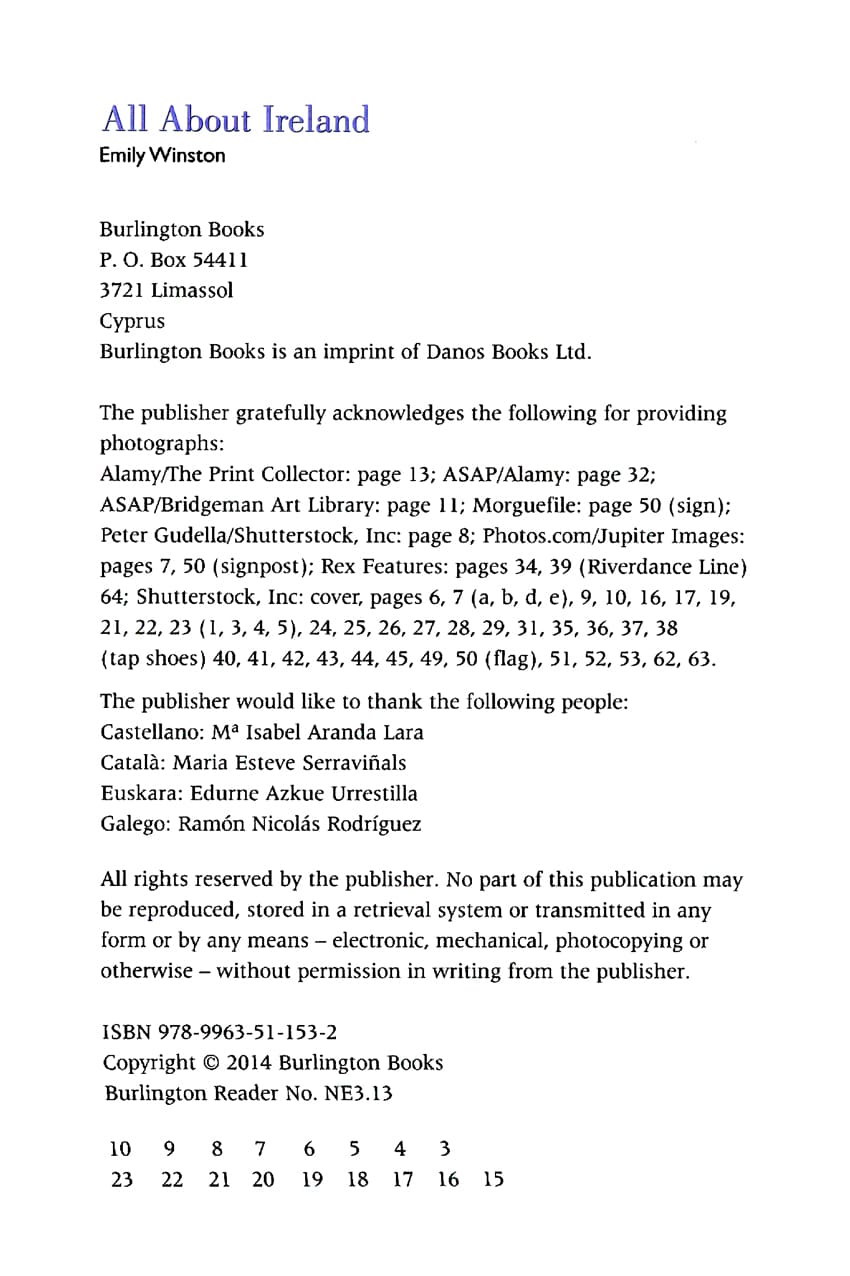 All About Ireland
Emily Winston
Burlington Books
P. O. Box 54411
3721 Limassol
Cyprus
Burlington Books is an imprint of Danos Books Ltd.
The publisher gratefully acknowledges the following for providing
photographs:
Alamy/The Print Collector: page 13; ASAP/Alamy: page 32;
ASAP/Bridgeman Art Library: page 11; Morguefile: page 50 (sign);
Peter Gudella/Shutterstock, Inc: page 8; Photos.com/Jupiter Images:
pages 7, 50 (signpost); Rex Features: pages 34, 39 (Riverdance Line)
64; Shutterstock, Inc: cover, pages 6, 7 (a, b, d, e), 9, 10, 16, 17, 19,
21, 22, 23 (1, 3, 4, 5), 24, 25, 26, 27, 28, 29, 31, 35, 36, 37, 38
(tap shoes) 40, 41, 42, 43, 44, 45, 49, 50 (flag), 51, 52, 53, 62, 63.
The publisher would like to thank the following people:
Castellano: Mª Isabel Aranda Lara
Català: Maria Esteve Serraviñals
Euskara: Edurne Azkue Urrestilla
Galego: Ramón Nicolás Rodríguez
All rights reserved by the publisher. No part of this publication may
be reproduced, stored in a retrieval system or transmitted in any
form or by any means – electronic, mechanical, photocopying or
otherwise – without permission in writing from the publisher.
ISBN 978-9963-51-153-2
Copyright © 2014 Burlington Books
Burlington Reader No. NE3.13
10 9 8 7 6 5 4 3
23 22 21 20 19 18 17 16 15